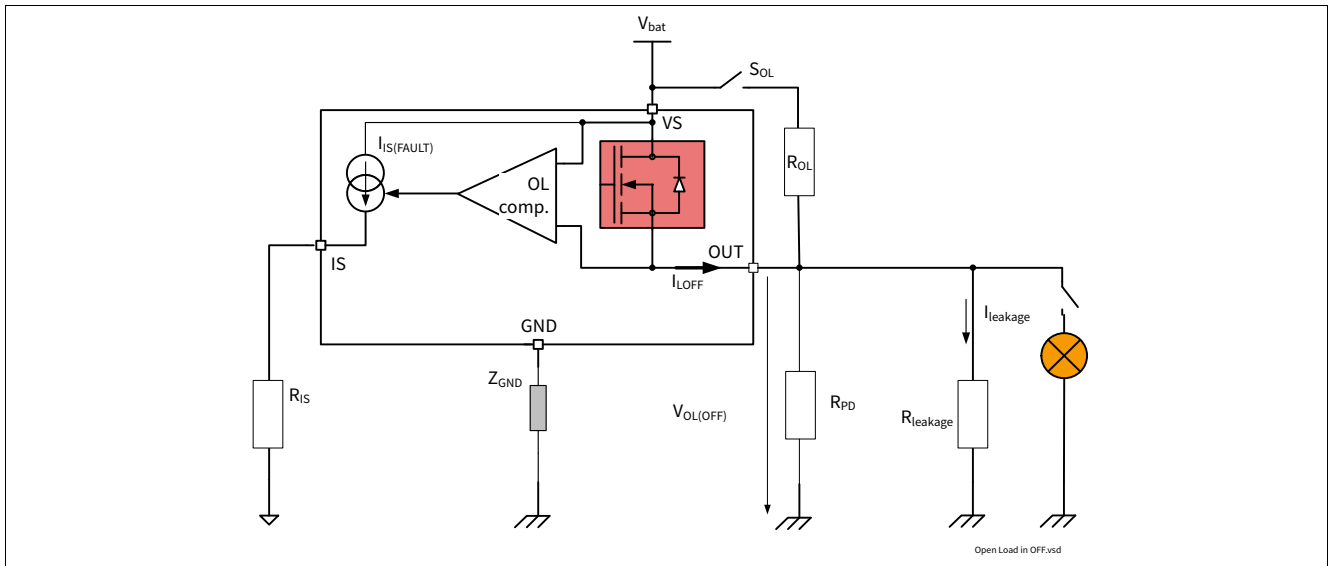 Vbat
SOL
VS
IIS(FAULT)
OL
comp.
ROL
OUT
IS
ILOFF
Ileakage
GND
ZGND
RIS
VOL(OFF)
RPD
Rleakage
Open Load in OFF.vsd